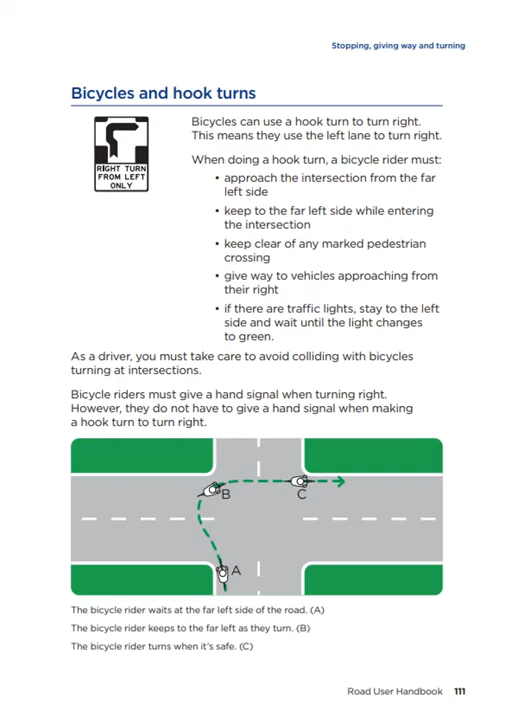 Stopping, giving way and turning
Bicycles and hook turns
RIGHT TURN
FROM LEFT
ONLY
Bicycles can use a hook turn to turn right.
This means they use the left lane to turn right.
When doing a hook turn, a bicycle rider must:
• approach the intersection from the far
left side
• keep to the far left side while entering
the intersection
• keep clear of any marked pedestrian
crossing
• give way to vehicles approaching from
their right
• if there are traffic lights, stay to the left
side and wait until the light changes
to green.
As a driver, you must take care to avoid colliding with bicycles
turning at intersections.
Bicycle riders must give a hand signal when turning right.
However, they do not have to give a hand signal when making
a hook turn to turn right.
B
C
A
The bicycle rider waits at the far left side of the road. (A)
The bicycle rider keeps to the far left as they turn. (B)
The bicycle rider turns when it's safe. (C)
Road User Handbook 111